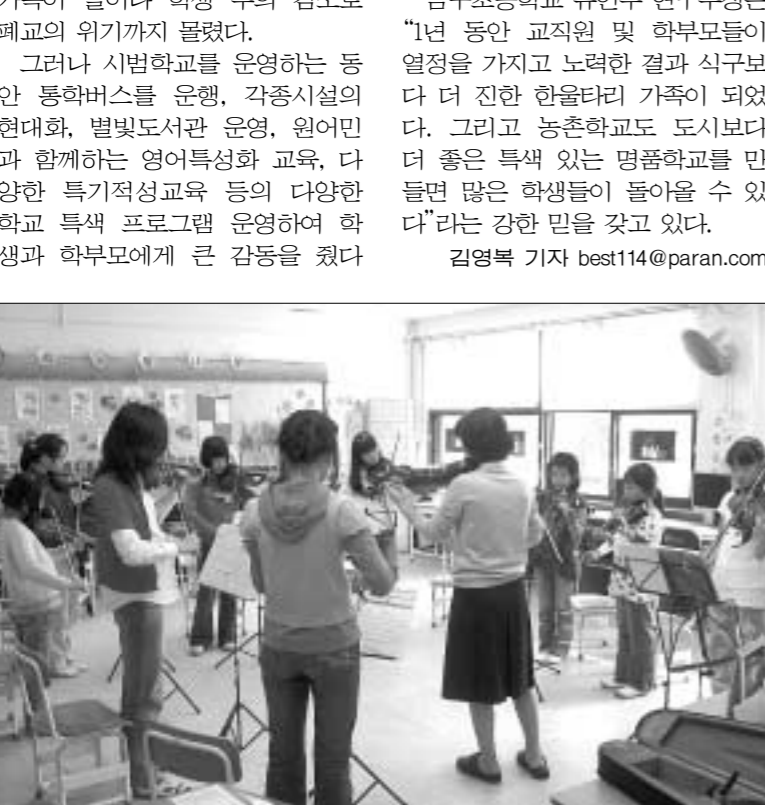 폐교의 위기까지 몰렸다.
그러나 시범학교를 운영하는 동
안 통학버스를 운행, 각종시설의
현대화, 별빛도서관 운영, 원어민
과 함께하는 영어특성화 교육, 다
양한 특기적성교육 등의 다양한
학교 특색 프로그램 운영하여 학
생과 학부모에게 큰 감동을 줬다
“1년 동안 교직원 및 학부모들이
열정을 가지고 노력한 결과 식구보
다 더 진한 한울타리 가족이 되었
다. 그리고 농촌학교도 도시보다
더 좋은 특색 있는 명품학교를 만
들면 많은 학생들이 돌아올 수 있
다”라는 강한 믿을 갖고 있다.
김영복 기자 best114@paran.com